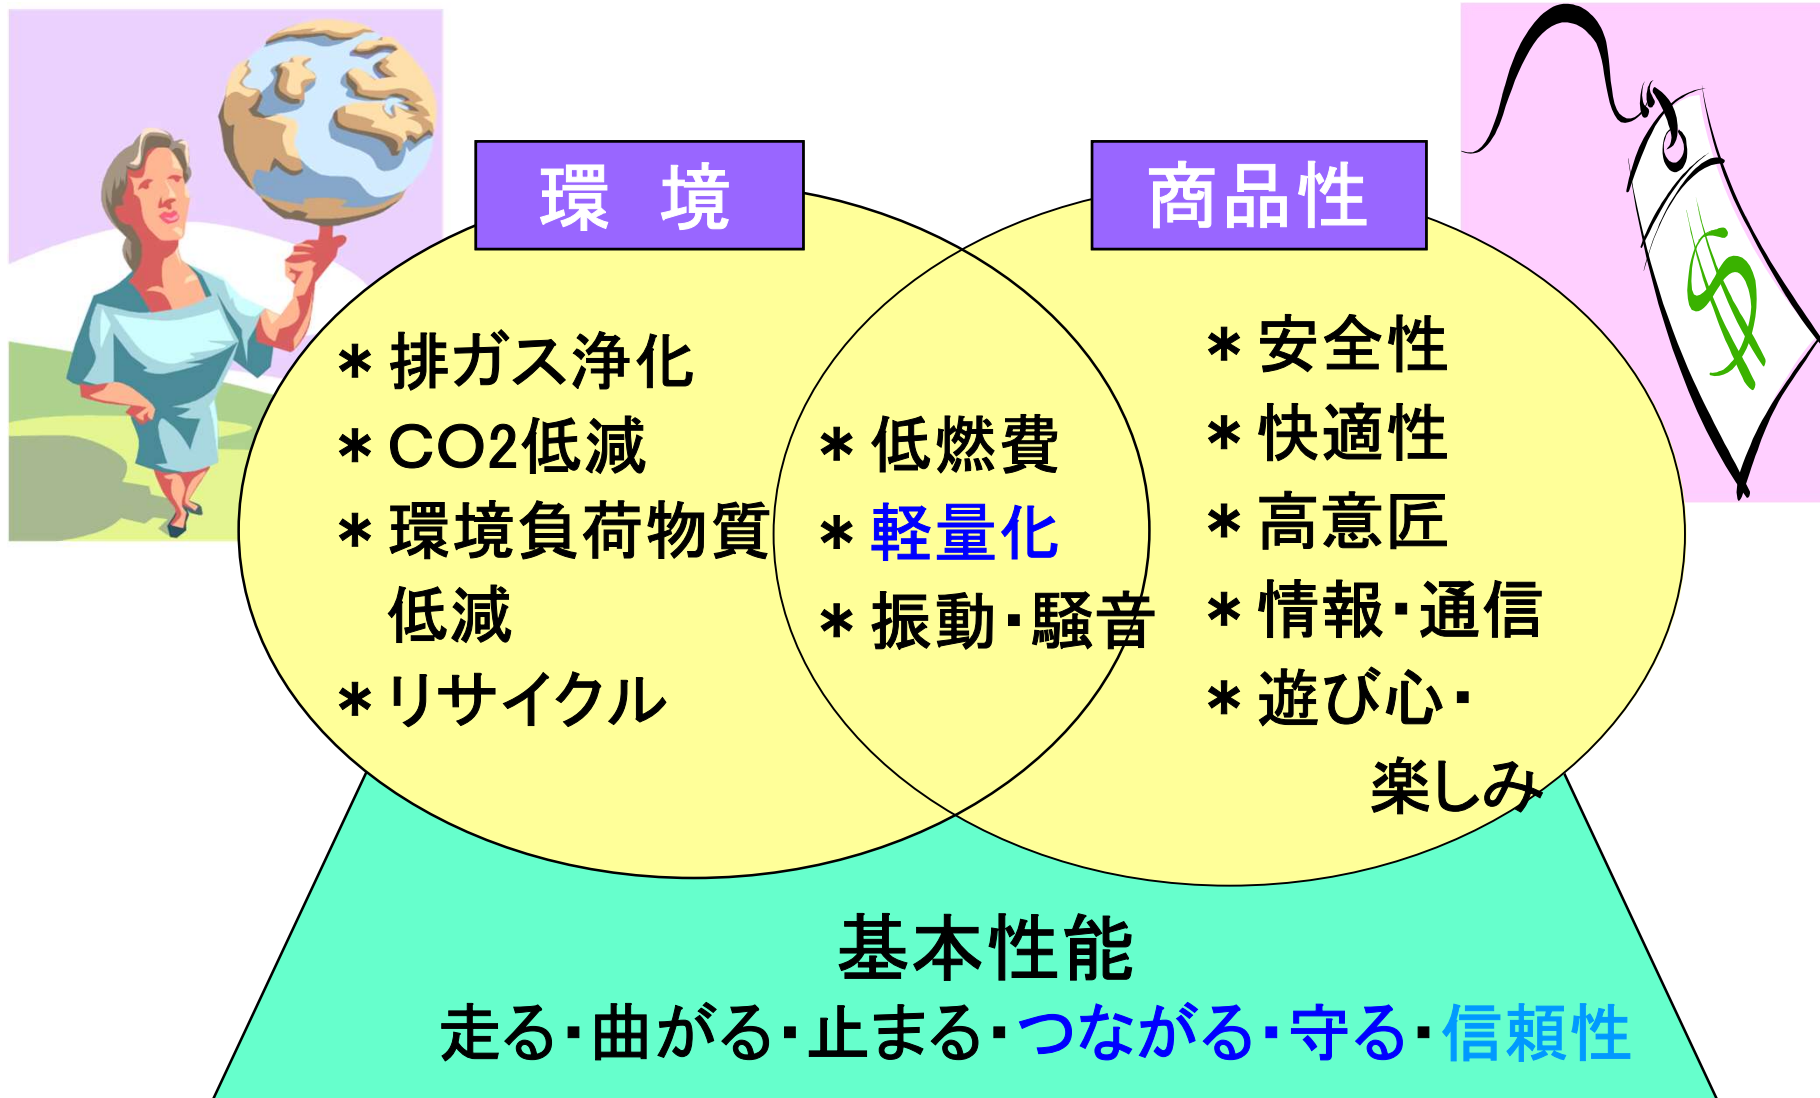 環 境
商品性
＊排ガス浄化
＊CO2低減
＊環境負荷物質
低減
＊リサイクル
＊低燃費
＊軽量化
＊振動・騒音
＊安全性
＊快適性
＊高意匠
＊情報・通信
＊遊び心・
楽しみ
$
基本性能
走る・曲がる・止まる・つながる・守る・信頼性